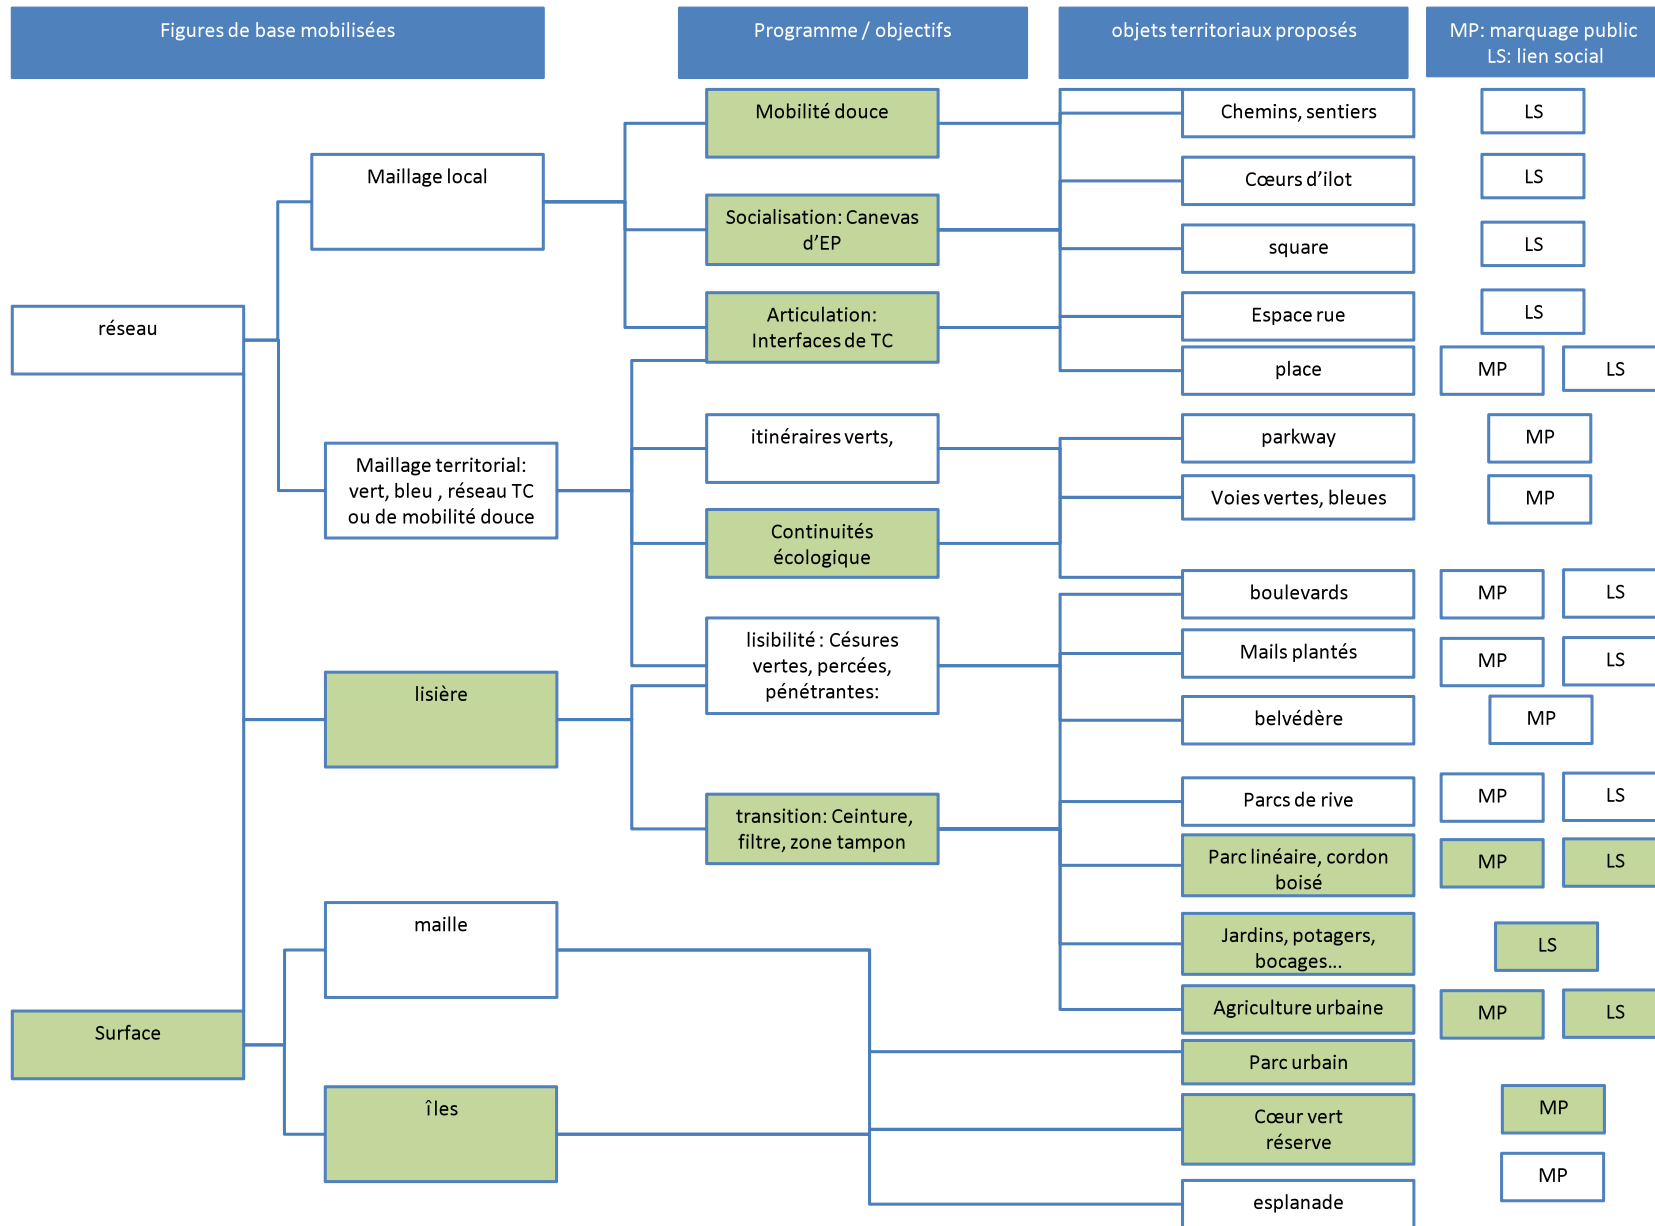 Figures de base mobilisées
Programme / objectifs
objets territoriaux proposés
MP: marquage public
LS: lien social
Mobilité douce
Chemins, sentiers
LS
Maillage local
Cœurs d'ilot
LS
Socialisation: Canevas
d'EP
square
LS
réseau
Articulation:
Interfaces de TC
Espace rue
LS
place
MP
LS
Maillage territorial:
vert, bleu , réseau TC
ou de mobilité douce
itinéraires verts,
parkway
MP
Voies vertes, bleues
MP
Continuités
écologique
boulevards
MP
LS
lisibilité : Césures
vertes, percées,
pénétrantes:
Mails plantés
MP
LS
lisière
belvédère
MP
transition: Ceinture,
filtre, zone tampon
Parcs de rive
MP
LS
Parc linéaire, cordon
boisé
MP
LS
maille
Jardins, potagers,
bocages...
LS
Surface
Agriculture urbaine
MP
LS
Parc urbain
îles
Cœur vert
réserve
MP
esplanade
MP